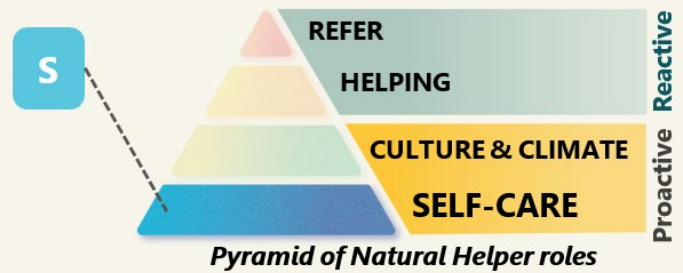 S
REFER
HELPING
Reactive
CULTURE & CLIMATE
SELF-CARE
Proactive
Pyramid of Natural Helper roles